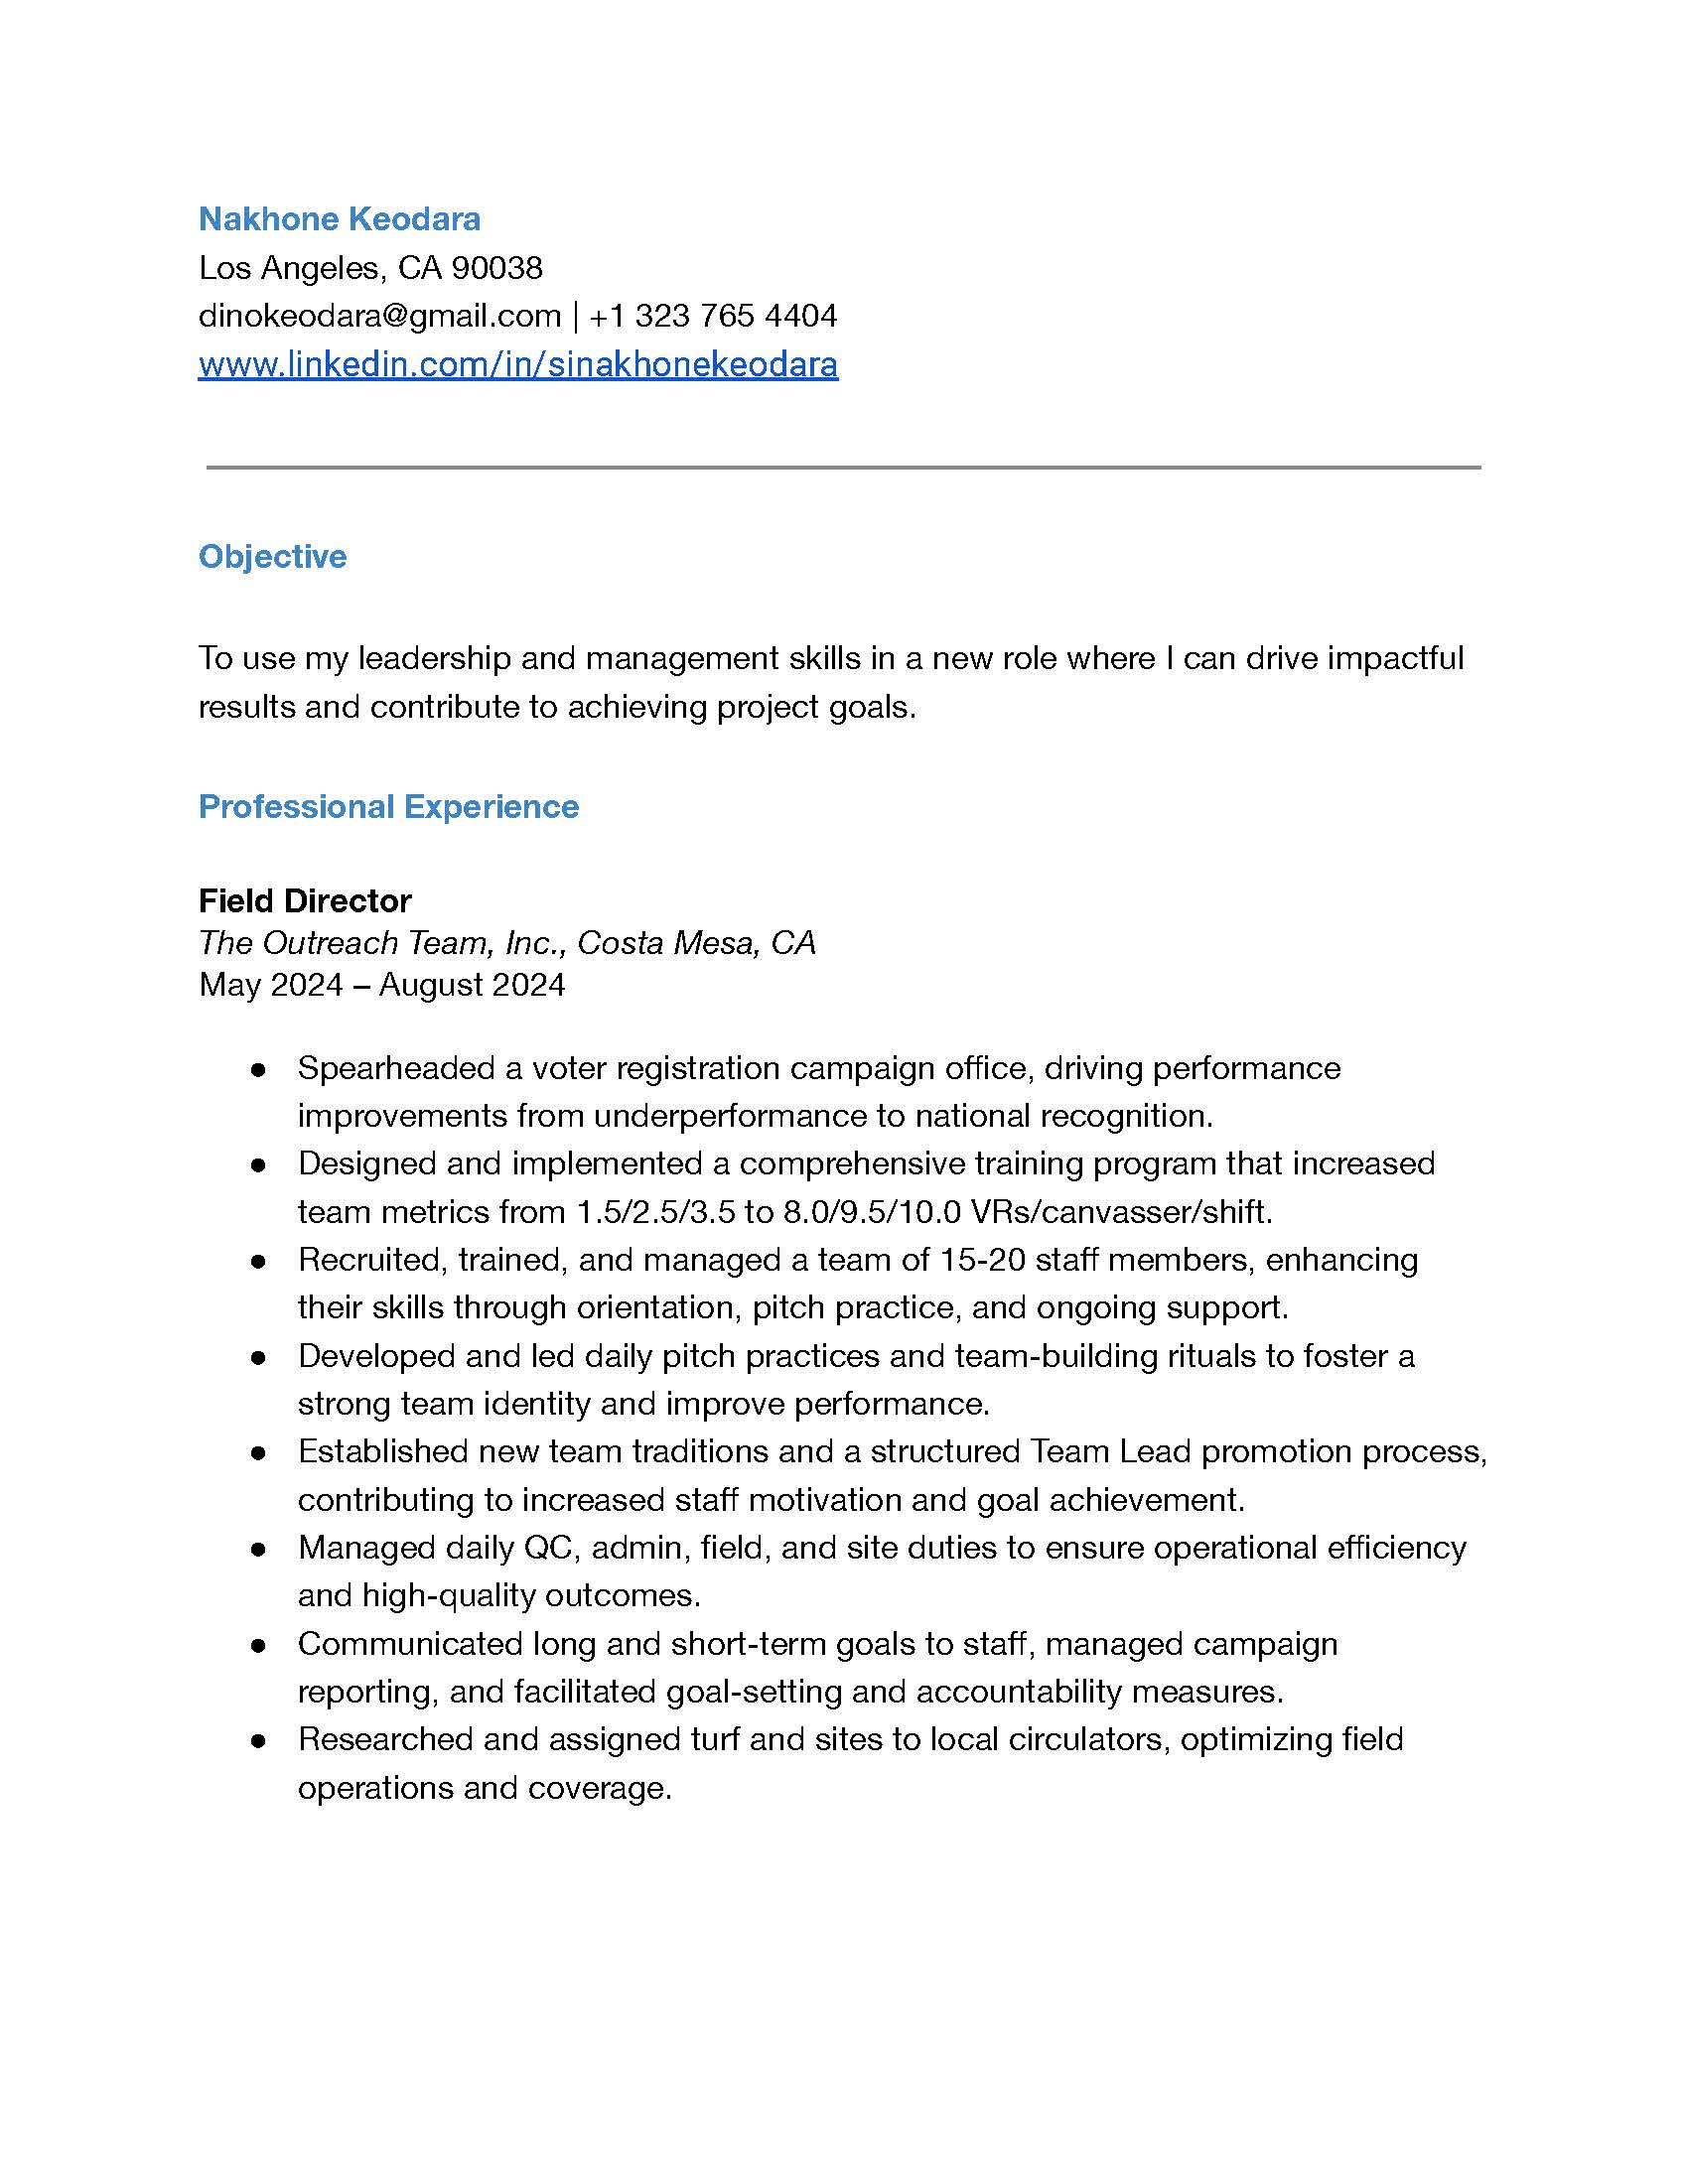 Nakhone Keodara
Los Angeles, CA 90038
dinokeodara@gmail.com | +1 323 765 4404
www.linkedin.com/in/sinakhonekeodara
Objective
To use my leadership and management skills in a new role where I can drive impactful
results and contribute to achieving project goals.
Professional Experience
Field Director
The Outreach Team, Inc., Costa Mesa, CA
May 2024 – August 2024
● Spearheaded a voter registration campaign office, driving performance
improvements from underperformance to national recognition.
● Designed and implemented a comprehensive training program that increased
team metrics from 1.5/2.5/3.5 to 8.0/9.5/10.0 VRs/canvasser/shift.
● Recruited, trained, and managed a team of 15-20 staff members, enhancing
their skills through orientation, pitch practice, and ongoing support.
● Developed and led daily pitch practices and team-building rituals to foster a
strong team identity and improve performance.
● Established new team traditions and a structured Team Lead promotion process,
contributing to increased staff motivation and goal achievement.
● Managed daily QC, admin, field, and site duties to ensure operational efficiency
and high-quality outcomes.
● Communicated long and short-term goals to staff, managed campaign
reporting, and facilitated goal-setting and accountability measures.
● Researched and assigned turf and sites to local circulators, optimizing field
operations and coverage.